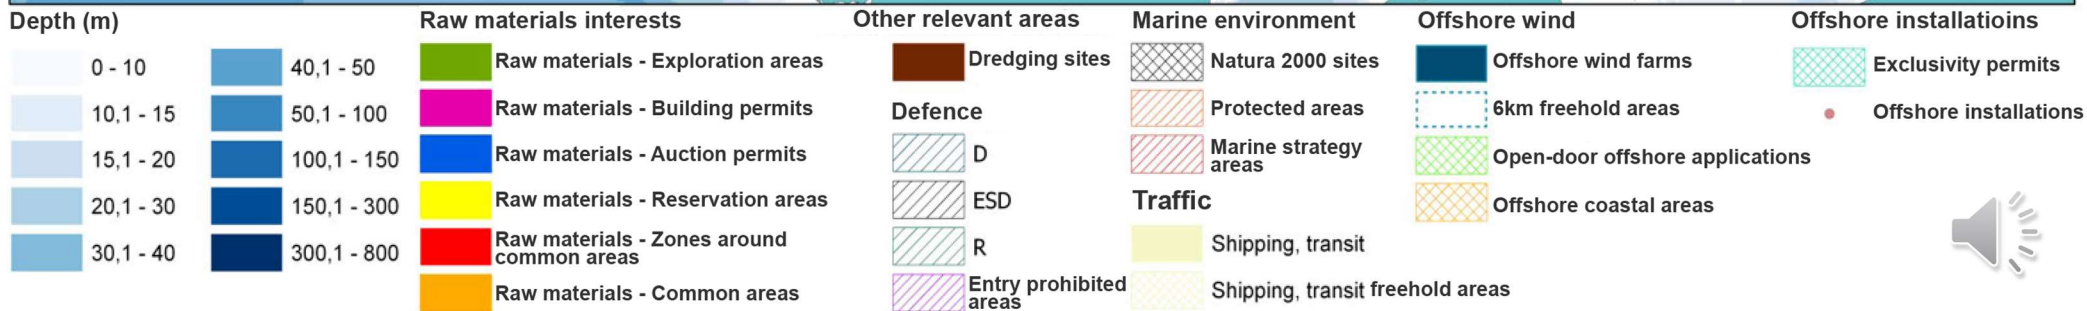 Depth (m)
0 - 10
10,1 - 15
15,1 - 20
20,1 - 30
30,1 - 40
40,1 - 50
50,1 - 100
100,1 - 150
150,1 - 300
300,1 - 800
Raw materials interests
Raw materials - Exploration areas
Raw materials - Building permits
Raw materials - Auction permits
Raw materials - Reservation areas
Raw materials - Zones around
common areas
Raw materials - Common areas
Other relevant areas
Dredging sites
Defence
D
ESD
R
Entry prohibited
areas
Marine environment
Natura 2000 sites
Protected areas
Marine strategy
areas
Traffic
Shipping, transit
Shipping, transit freehold areas
Offshore wind
Offshore wind farms
6km freehold areas
Open-door offshore applications
Offshore coastal areas
Offshore installatioins
Exclusivity permits
Offshore installations